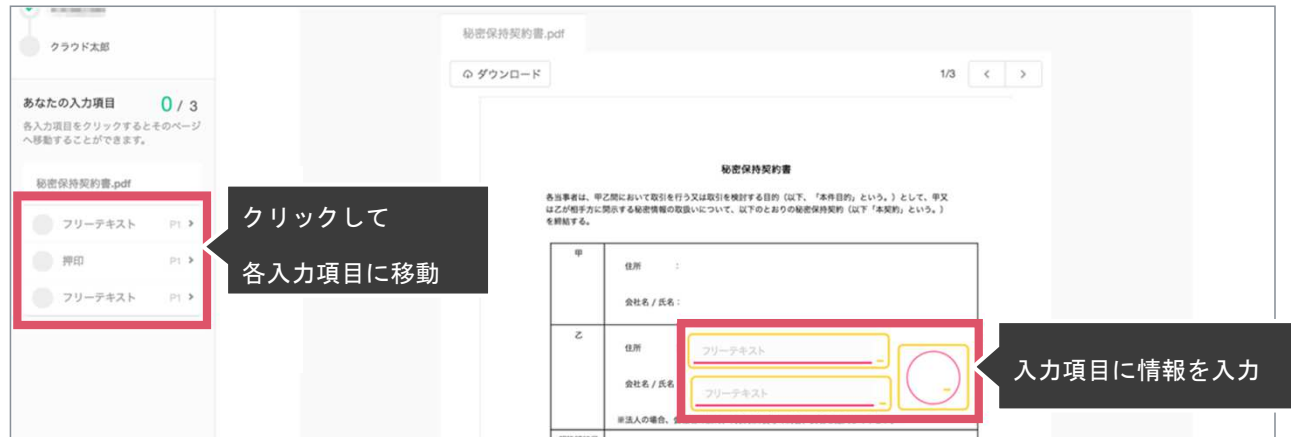 クラウド太郎
あなたの入力項目 0 / 3
各入力項目をクリックするとそのページ
へ移動することができます。
秘密保持契約書.pdf
フリーテキスト P1 >
押印 P1 >
フリーテキスト P1 >
クリックして
各入力項目に移動
秘密保持契約書.pdf
ダウンロード
1/3 < >
秘密保持契約書
各当事者は、甲乙間において取引を行う又は取引を検討する目的（以下、「本件目的」という。）として、甲又
は乙が相手方に開示する秘密情報の取扱いについて、以下のとおりの秘密保持契約（以下「本契約」という。）
を締結する。
甲
住所 :
会社名 / 氏名 :
乙
住所
フリーテキスト
会社名 / 氏名
フリーテキスト
※法人の場合、
入力項目に情報を入力